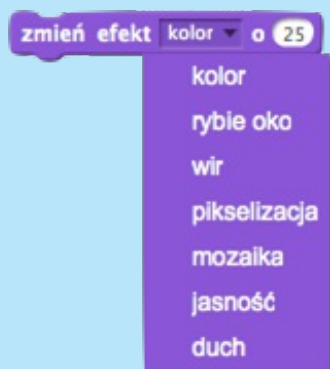 zmień efekt kolor o 25
kolor
rybie oko
wir
pikselizacja
mozaika
jasność
duch